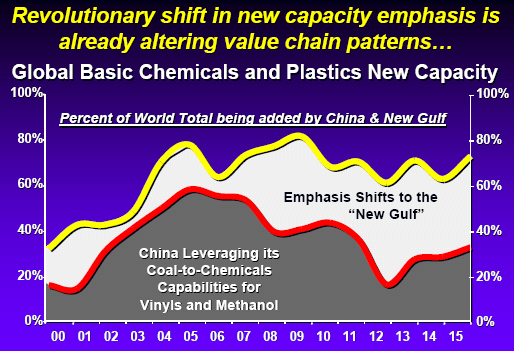 Revolutionary shift in new capacity emphasis is
already altering value chain patterns…
Global Basic Chemicals and Plastics New Capacity
100%
100%
Percent of World Total being added by China & New Gulf
80%
80%
60%
60%
Emphasis Shifts to the
"New Gulf"
40%
40%
China Leveraging its
Coal-to-Chemicals
Capabilities for
Vinyls and Methanol
20%
20%
0%
0%
00 01 02 03 04 05 06 07 08 09 10 11 12 13 14 15